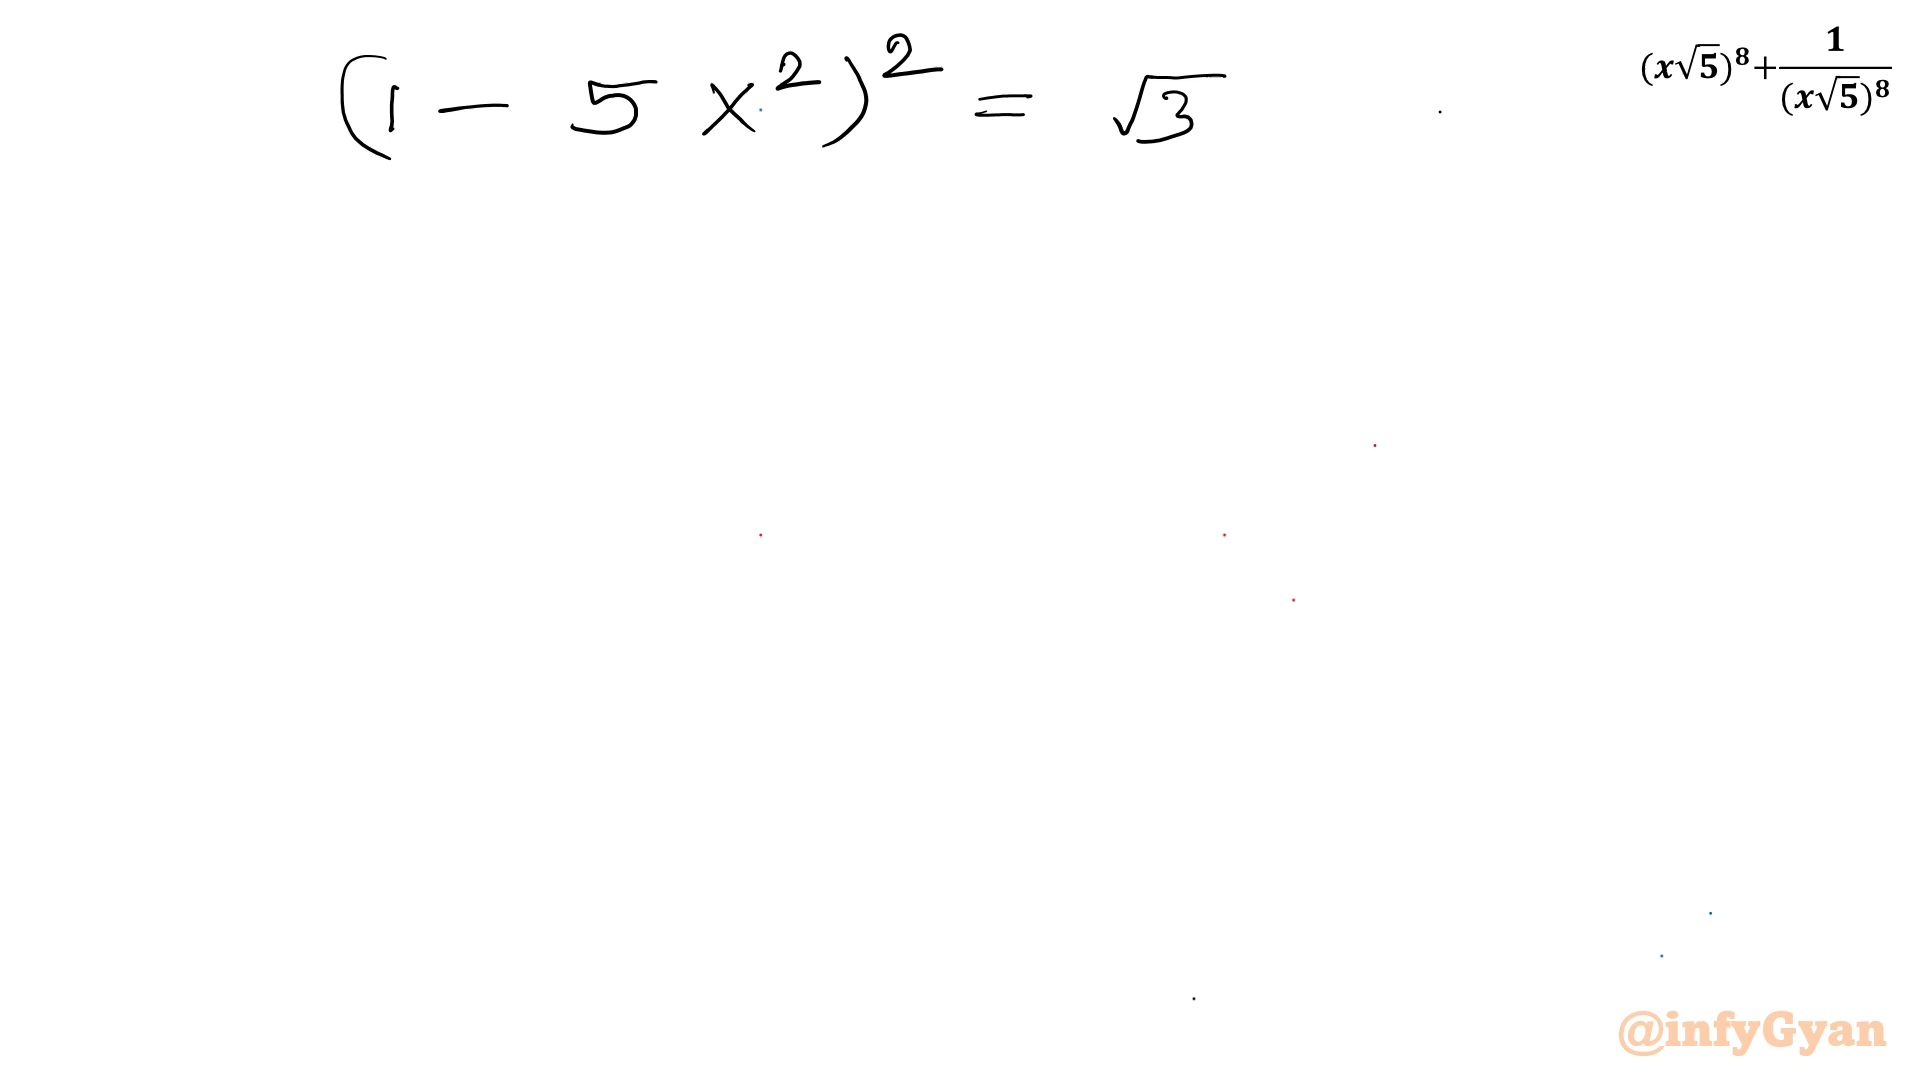 (1 - 5x²)² = √3
(x√5)⁸+1/(x√5)⁸
@infyGyan